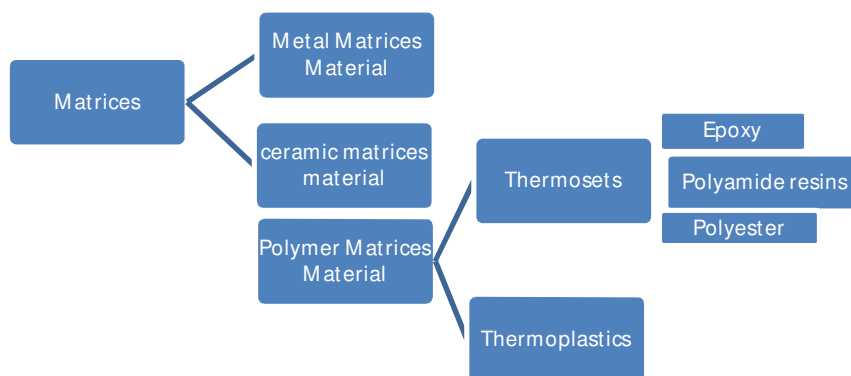 Matrices
Metal Matrices
Material
ceramic matrices
material
Polymer Matrices
Material
Thermosets
Thermoplastics
Epoxy
Polyamide resins
Polyester